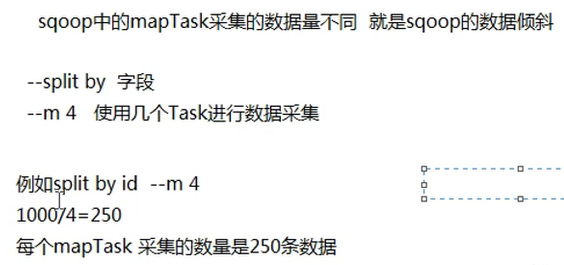 sqoop中的mapTask采集的数据量不同 就是sqoop的数据倾斜
--split by 字段
--m 4 使用几个Task进行数据采集
例如split by id --m 4
1000/4=250
每个mapTask 采集的数量是250条数据